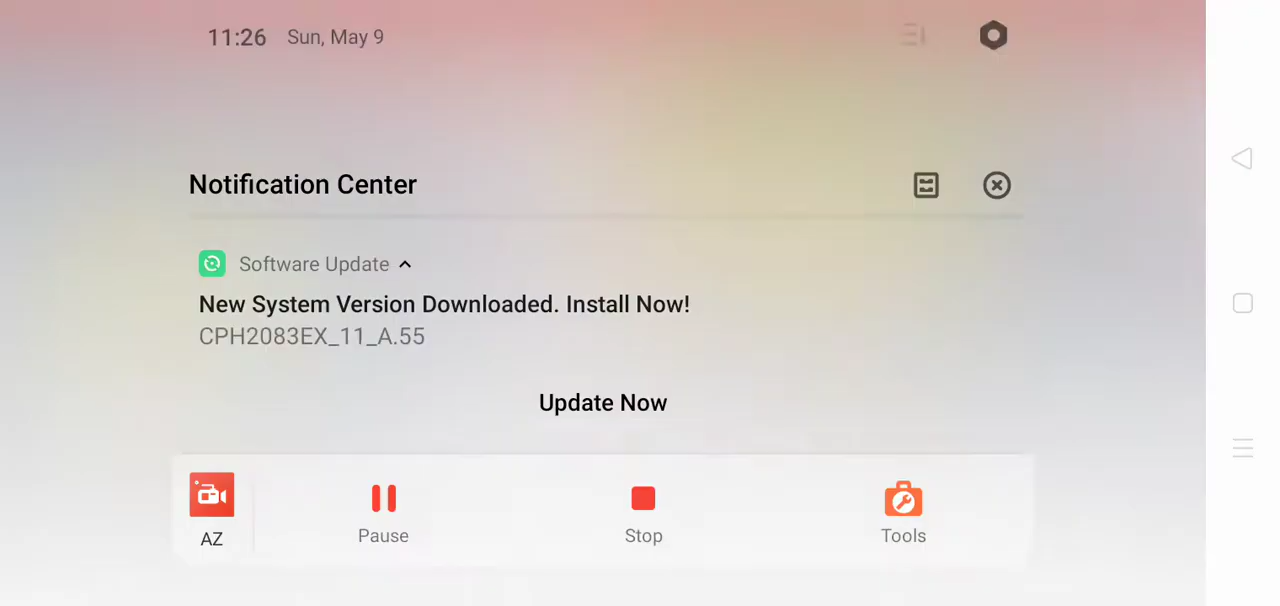 11:26 Sun, May 9
Notification Center
Software Update
New System Version Downloaded. Install Now!
CPH2083EX_11_A.55
Update Now
AZ Pause Stop Tools